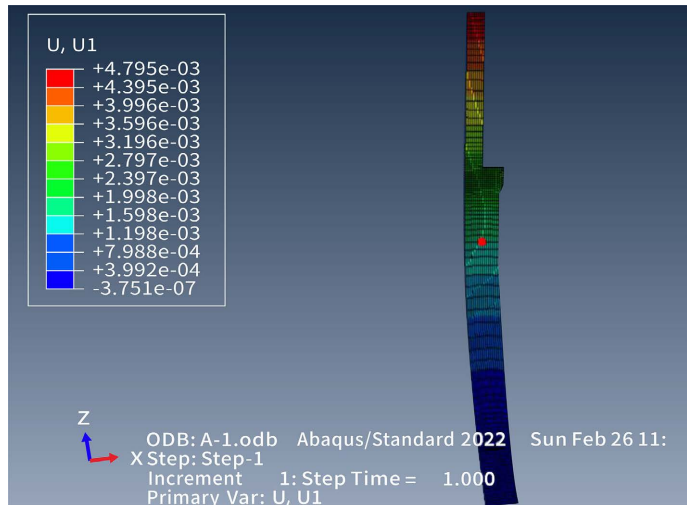 U, U1
+4.795e-03
+4.395e-03
+3.996e-03
+3.596e-03
+3.196e-03
+2.797e-03
+2.397e-03
+1.998e-03
+1.598e-03
+1.198e-03
+7.988e-04
+3.992e-04
-3.751e-07
Z
X
ODB: A-1.odb Abaqus/Standard 2022 Sun Feb 26 11:
Step: Step-1
Increment 1: Step Time = 1.000
Primary Var: U, U1